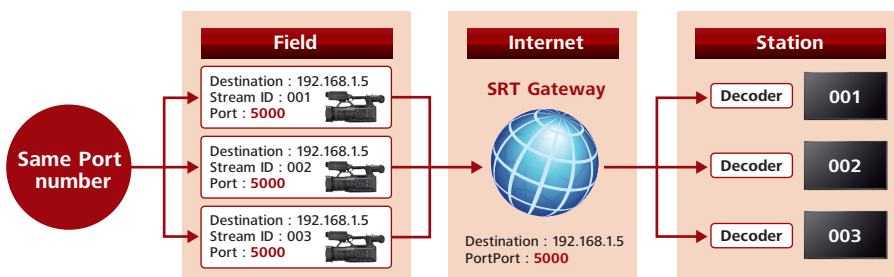 Same Port
number
Field
Destination : 192.168.1.5
Stream ID : 001
Port : 5000
Destination : 192.168.1.5
Stream ID : 002
Port : 5000
Destination : 192.168.1.5
Stream ID : 003
Port : 5000
Internet
SRT Gateway
Destination : 192.168.1.5
PortPort : 5000
Station
Decoder
001
Decoder
002
Decoder
003